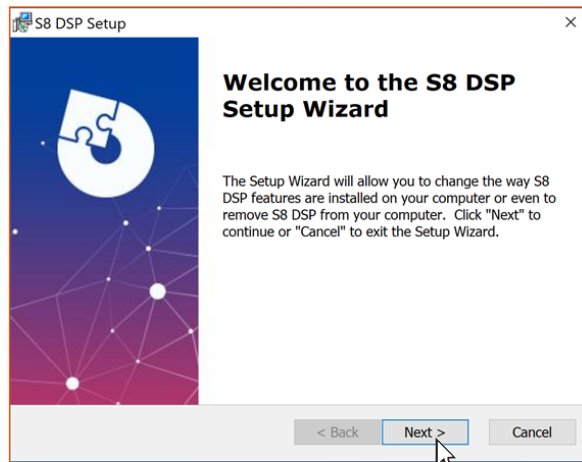 S8 DSP Setup
Welcome to the S8 DSP
Setup Wizard
The Setup Wizard will allow you to change the way S8
DSP features are installed on your computer or even to
remove S8 DSP from your computer.  Click "Next" to
continue or "Cancel" to exit the Setup Wizard.
< Back Next > Cancel